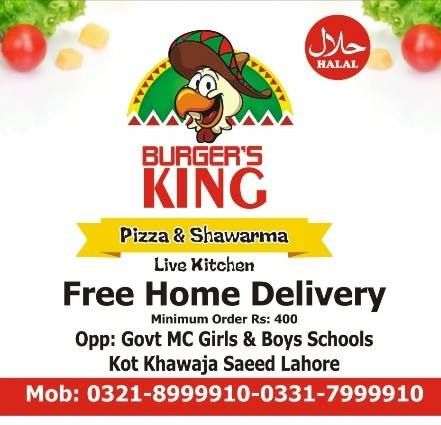 حلال
HALAL
BURGER'S
KING
Pizza & Shawarma
Live Kitchen
Free Home Delivery
Minimum Order Rs: 400
Opp: Govt MC Girls & Boys Schools
Kot Khawaja Saeed Lahore
Mob: 0321-8999910-0331-7999910